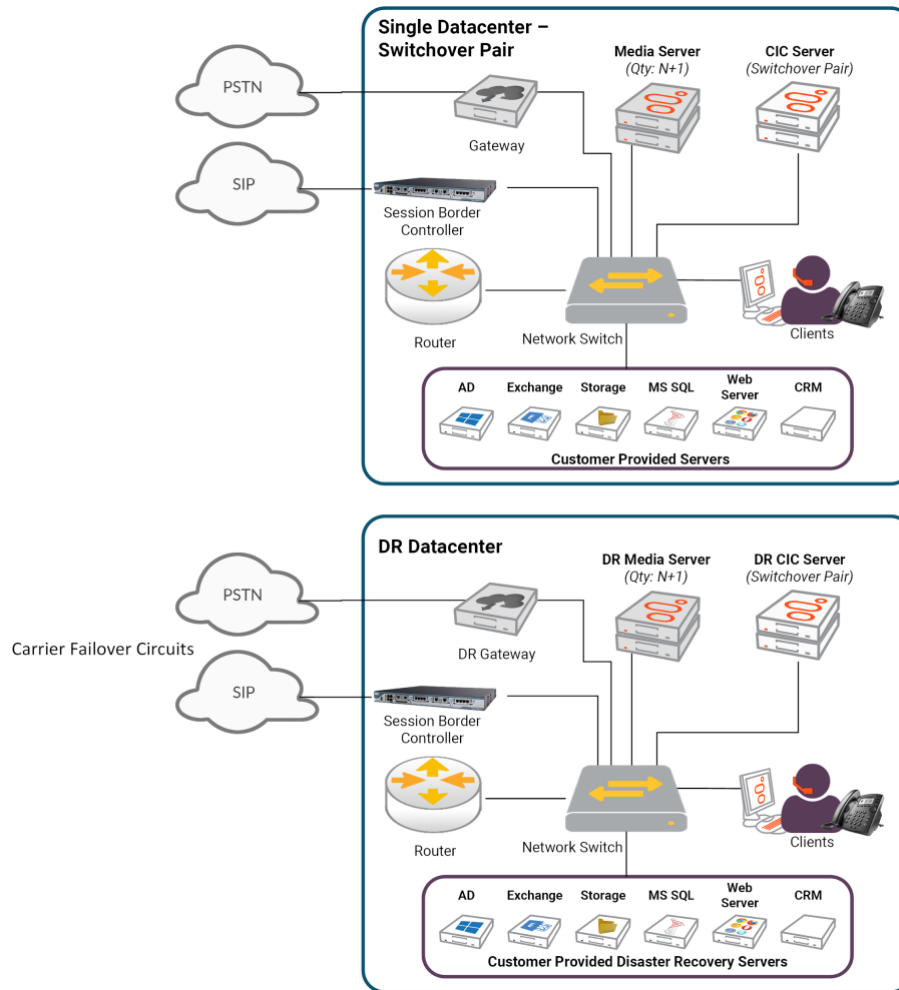 Single Datacenter –
Switchover Pair
Media Server
(Qty: N+1)
CIC Server
(Switchover Pair)
PSTN
Gateway
SIP
Session Border
Controller
Router
Network Switch
Clients
AD
Exchange
Storage
MS SQL
Web
Server
CRM
Customer Provided Servers
DR Datacenter
DR Media Server
(Qty: N+1)
DR CIC Server
(Switchover Pair)
PSTN
DR Gateway
Carrier Failover Circuits
SIP
Session Border
Controller
Router
Network Switch
Clients
AD
Exchange
Storage
MS SQL
Web
Server
CRM
Customer Provided Disaster Recovery Servers